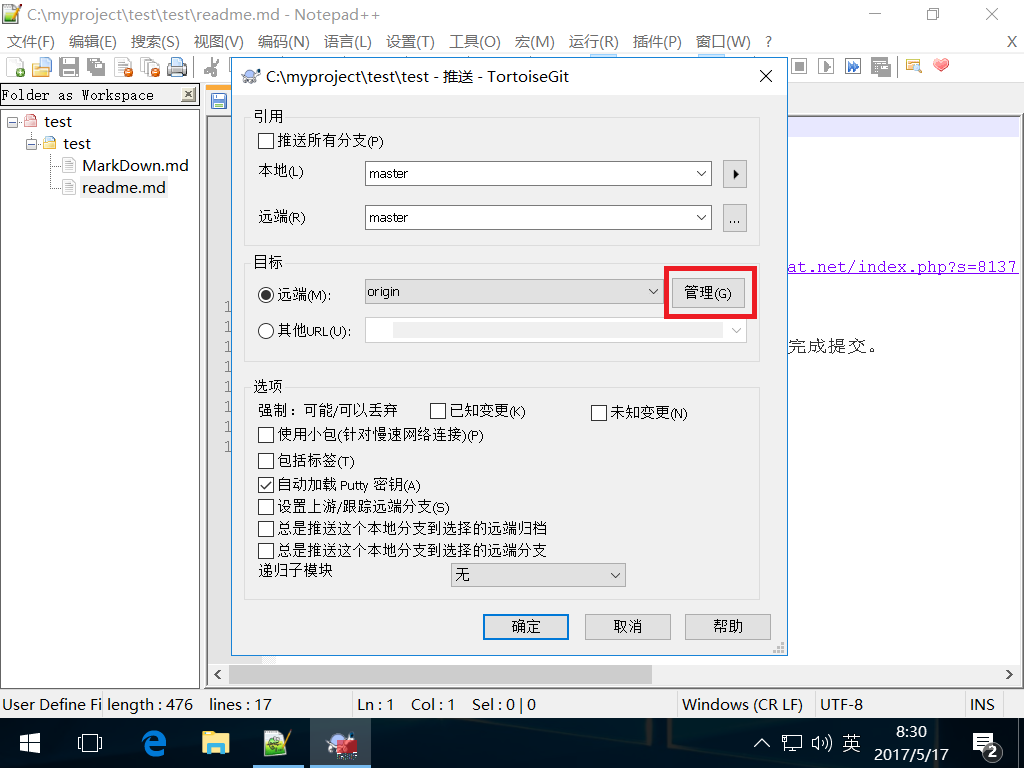 C:\myproject\test\test\readme.md - Notepad++
文件(F) 编辑(E) 搜索(S) 视图(V) 编码(N) 语言(L) 设置(T) 工具(O) 宏(M) 运行(R) 插件(P) 窗口(W) ? X
Folder as Workspace
test
test
MarkDown.md
readme.md
C:\myproject\test\test - 推送 - TortoiseGit
引用
推送所有分支(P)
本地(L) master
远端(R) master ...
目标
远端(M): origin 管理(G)
其他URL(U):
选项
强制：可能/可以丢弃 已知变更(K) 未知变更(N)
使用小包(针对慢速网络连接)(P)
包括标签(T)
自动加载 Putty 密钥(A)
设置上游/跟踪远端分支(S)
总是推送这个本地分支到选择的远端归档
总是推送这个本地分支到选择的远端分支
递归子模块 无
确定 取消 帮助
at.net/index.php?s=8137
完成提交。
1
1
1
1
1
1
1
1
User Define Fi length : 476 lines : 17 Ln : 1 Col : 1 Sel : 0 | 0 Windows (CR LF) UTF-8 INS
英 8:30
2017/5/17
2